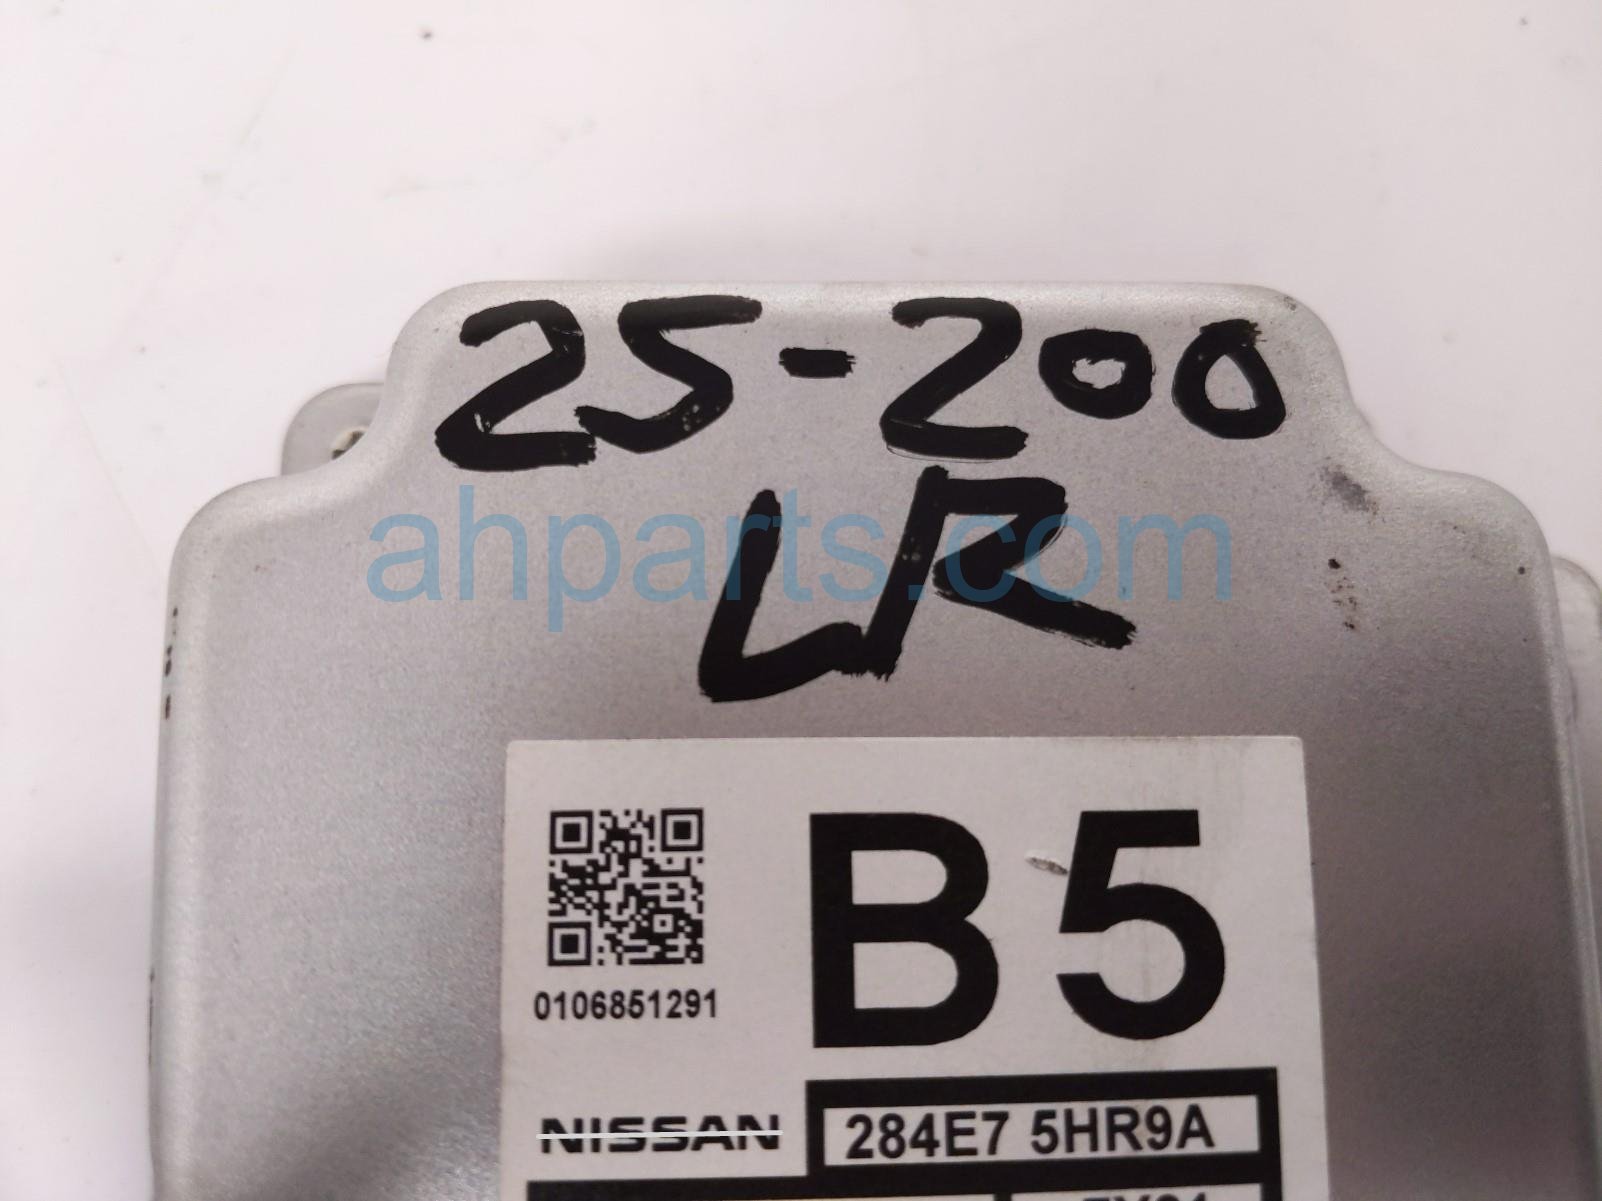 25-200
LR
ahparts.com
B5
0106851291
NISSAN
284E7 5HR9A